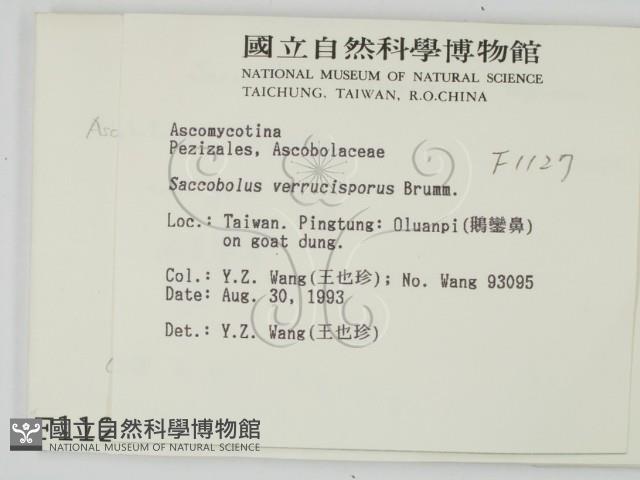 國立自然科學博物館
NATIONAL MUSEUM OF NATURAL SCIENCE
TAICHUNG, TAIWAN, R.O.CHINA
Ascomycotina
Pezizales, Ascobolaceae
F1127
Saccobolus verrucisporus Brumm.
Loc.: Taiwan. Pingtung: Oluanpi(鵝鑾鼻)
on goat dung.
Col.: Y.Z. Wang(王也珍); No. Wang 93095
Date: Aug. 30, 1993
Det.: Y.Z. Wang(王也珍)
國立自然科學博物館
NATIONAL MUSEUM OF NATURAL SCIENCE